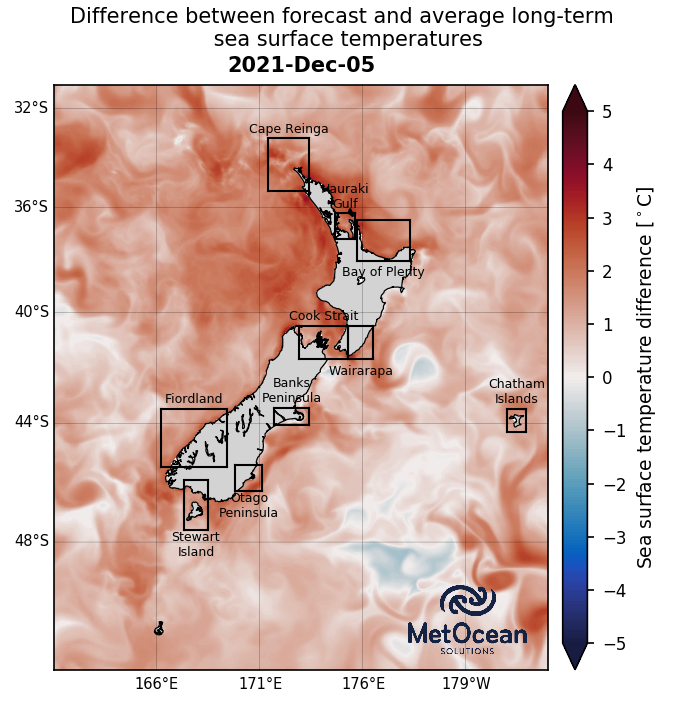 Difference between forecast and average long-term
sea surface temperatures
2021-Dec-05
32°S
36°S
40°S
44°S
48°S
166°E
171°E
176°E
179°W
Cape Reinga
Hauraki
Gulf
Bay of Plenty
Cook Strait
Wairarapa
Banks
Peninsula
Fiordland
Chatham
Islands
Otago
Peninsula
Stewart
Island
MetOcean
SOLUTIONS
5
4
3
2
1
0
−1
−2
−3
−4
−5
Sea surface temperature difference [°C]